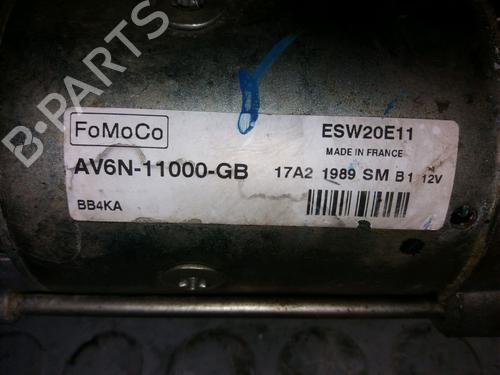 B-PARTS
FoMoCo
ESW20E11
MADE IN FRANCE
AV6N-11000-GB
17A2 1989 SM B1 12V
BB4KA